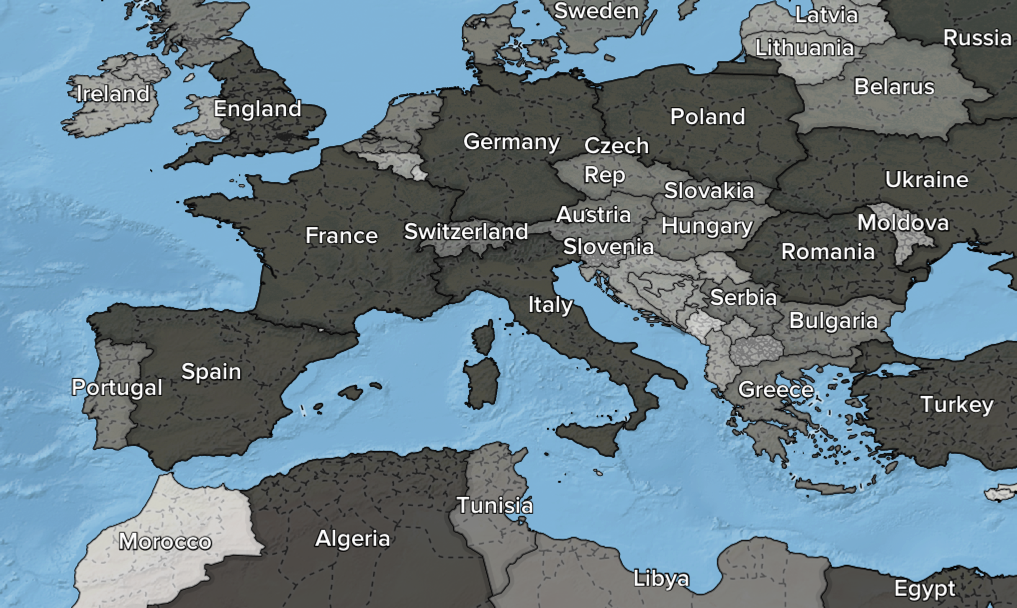 Sweden
Latvia
Russia
Lithuania
Ireland
England
Belarus
Poland
Germany
Czech
Rep
Slovakia
Ukraine
Austria
Moldova
France
Switzerland
Hungary
Slovenia
Romania
Italy
Serbia
Bulgaria
Portugal
Spain
Greece
Turkey
Tunisia
Morocco
Algeria
Libya
Egypt